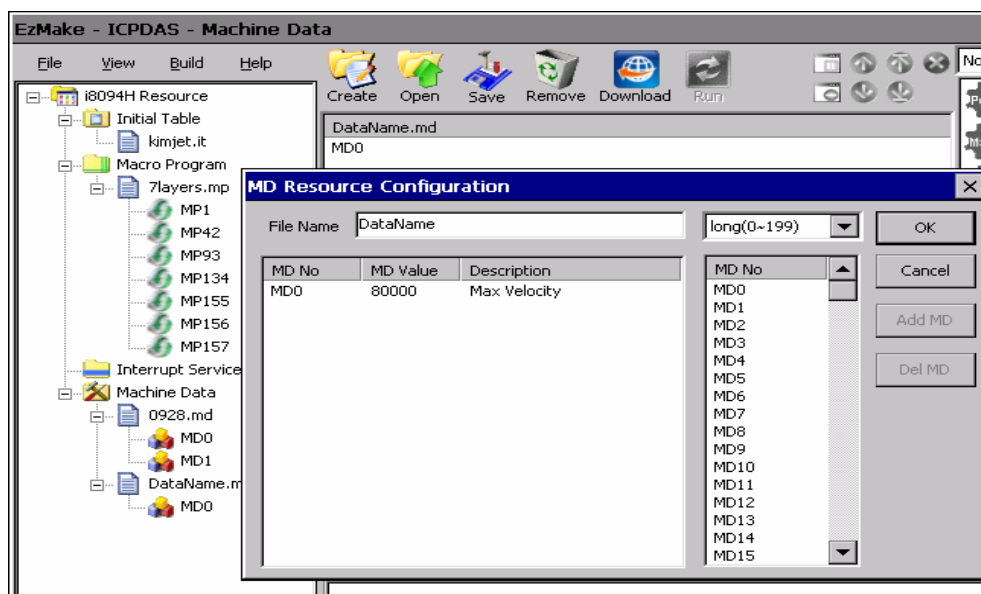 EzMake - ICPDAS - Machine Data
File View Build Help
Create Open Save Remove Download Run
i8094H Resource
Initial Table
kimjet.it
Macro Program
7layers.mp
MP1
MP42
MP93
MP134
MP155
MP156
MP157
Interrupt Service
Machine Data
0928.md
MD0
MD1
DataName.m
MD0
DataName.md
MD0
No
MD Resource Configuration
File Name DataName long(0~199) OK
MD No MD Value Description
MD0 80000 Max Velocity
MD No
MD0
MD1
MD2
MD3
MD4
MD5
MD6
MD7
MD8
MD9
MD10
MD11
MD12
MD13
MD14
MD15
Cancel
Add MD
Del MD